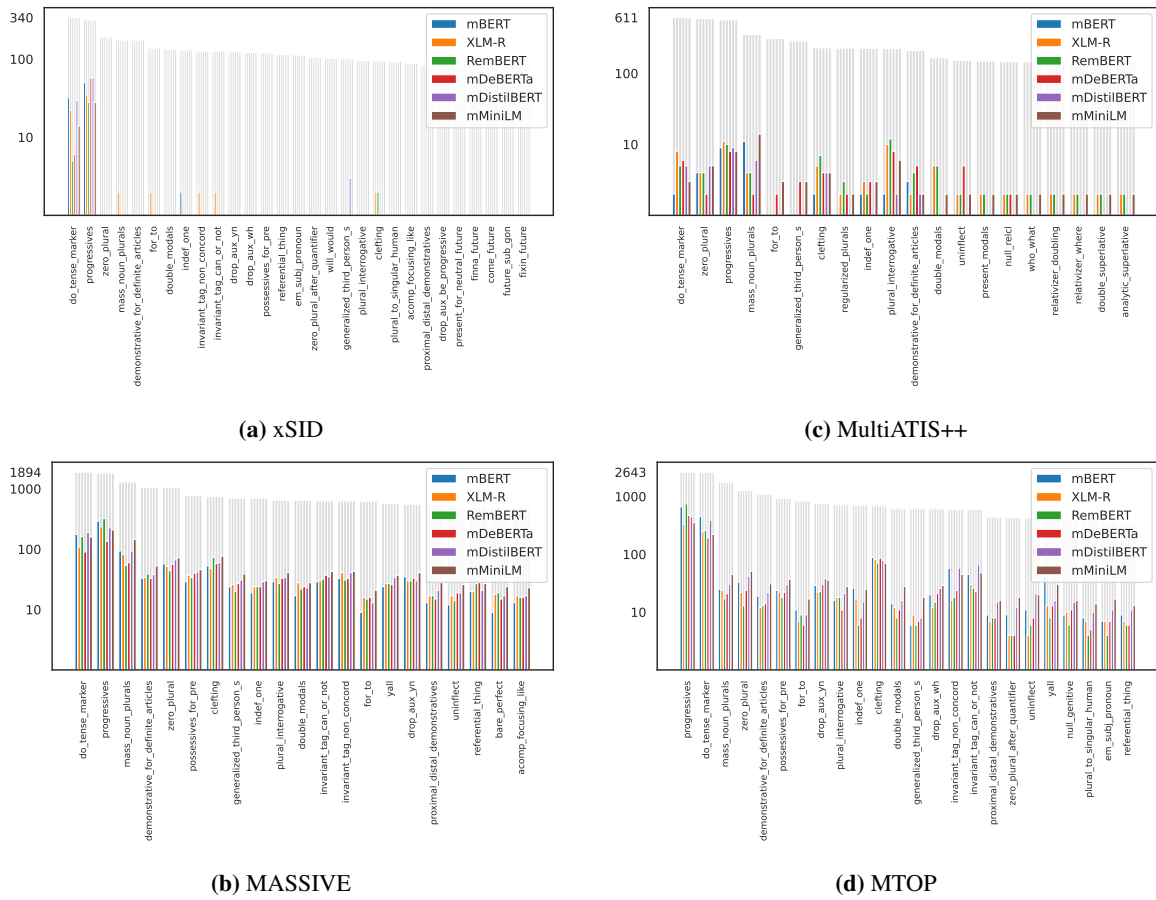 340
100
10
mBERT
XLM-R
RemBERT
mDeBERTa
mDistilBERT
mMiniLM
do_tense_marker
progressives
zero_plural
mass_noun_plurals
demonstrative_for_definite_articles
for_to
double_modals
indef_one
invariant_tag_non_concord
invariant_tag_can_or_not
drop_aux_yn
drop_aux_wh
possessives_for_pre
referential_thing
em_subj_pronoun
zero_plural_after_quantifier
will_would
generalized_third_person_s
plural_interrogative
clefting
plural_to_singular_human
acomp_focusing_like
proximal_distal_demonstratives
drop_aux_be_progressive
present_for_neutral_future
finna_future
come_future
future_sub_gon
fixin_future
(a) xSID
611
100
10
mBERT
XLM-R
RemBERT
mDeBERTa
mDistilBERT
mMiniLM
do_tense_marker
zero_plural
progressives
mass_noun_plurals
for_to
generalized_third_person_s
clefting
regularized_plurals
indef_one
plural_interrogative
demonstrative_for_definite_articles
double_modals
uninflect
present_modals
null_relcl
who_what
relativizer_doubling
relativizer_where
double_superlative
analytic_superlative
(c) MultiATIS++
1894
1000
100
10
mBERT
XLM-R
RemBERT
mDeBERTa
mDistilBERT
mMiniLM
do_tense_marker
progressives
mass_noun_plurals
demonstrative_for_definite_articles
zero_plural
possessives_for_pre
clefting
generalized_third_person_s
indef_one
plural_interrogative
double_modals
invariant_tag_can_or_not
invariant_tag_non_concord
for_to
yall
drop_aux_yn
proximal_distal_demonstratives
uninflect
referential_thing
bare_perfect
acomp_focusing_like
(b) MASSIVE
2643
1000
100
10
mBERT
XLM-R
RemBERT
mDeBERTa
mDistilBERT
mMiniLM
progressives
do_tense_marker
mass_noun_plurals
zero_plural
demonstrative_for_definite_articles
possessives_for_pre
for_to
drop_aux_yn
plural_interrogative
indef_one
clefting
double_modals
generalized_third_person_s
drop_aux_wh
invariant_tag_non_concord
invariant_tag_can_or_not
proximal_distal_demonstratives
zero_plural_after_quantifier
uninflect
yall
null_genitive
plural_to_singular_human
em_subj_pronoun
referential_thing
(d) MTOP